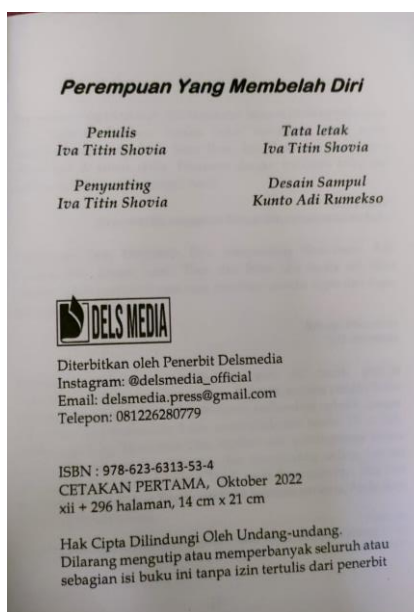 Perempuan Yang Membelah Diri
Penulis
Iva Titin Shovia
Tata letak
Iva Titin Shovia
Penyunting
Iva Titin Shovia
Desain Sampul
Kunto Adi Rumekso
DELS MEDIA
Diterbitkan oleh Penerbit Delsmedia
Instagram: @delsmedia_official
Email: delsmedia.press@gmail.com
Telepon: 081226280779
ISBN : 978-623-6313-53-4
CETAKAN PERTAMA, Oktober 2022
xii + 296 halaman, 14 cm x 21 cm
Hak Cipta Dilindungi Oleh Undang-undang.
Dilarang mengutip atau memperbanyak seluruh atau
sebagian isi buku ini tanpa izin tertulis dari penerbit